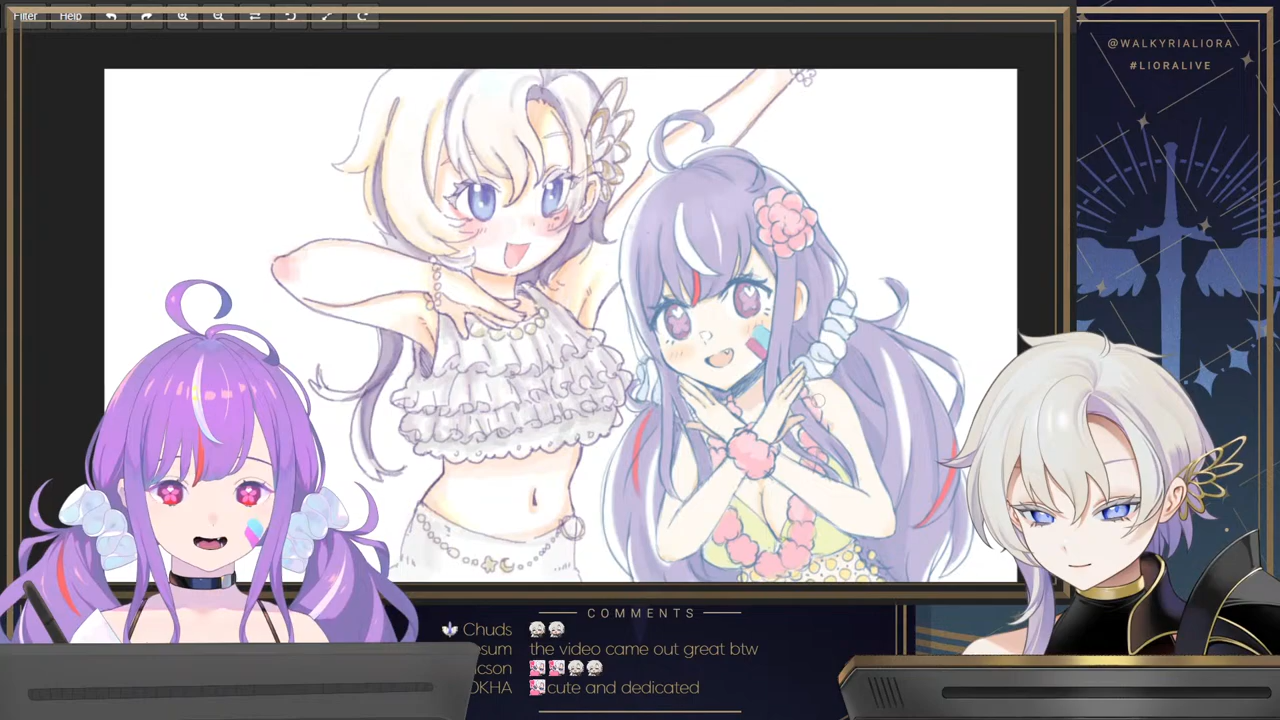 Filter Help
@WALKYRIALIORA
#LIORALIVE
COMMENTS
Chuds
the video came out great btw
cute and dedicated